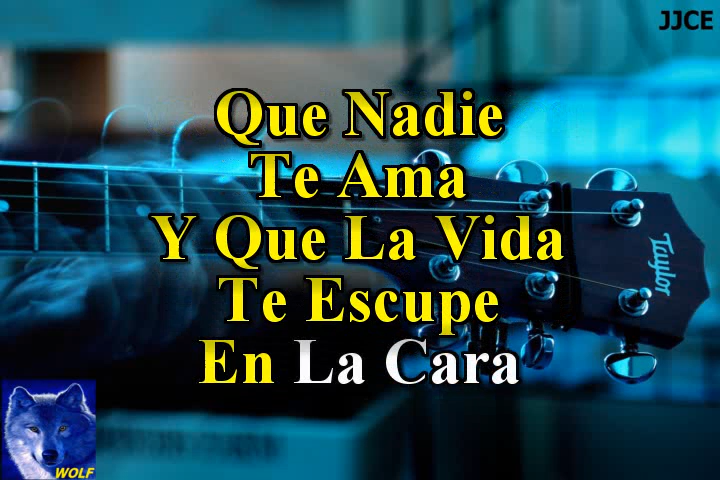 JJCE
Que Nadie
Te Ama
Y Que La Vida
Te Escupe
En La Cara
Taylor
WOLF